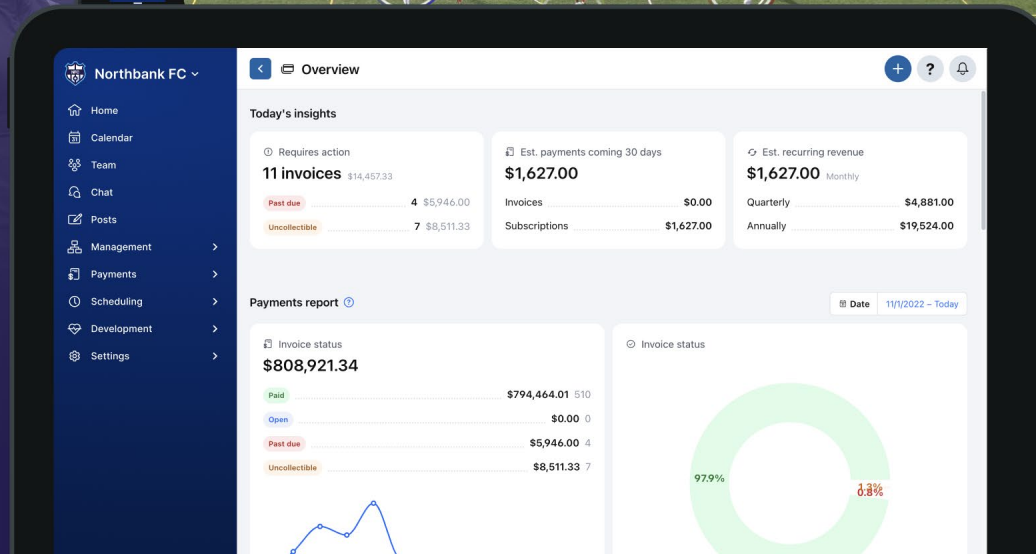 Northbank FC
Home
Calendar
Team
Chat
Posts
Management
Payments
Scheduling
Development
Settings
Overview
?
Today's insights
Requires action
11 invoices $14,457.33
Past due 4 $5,946.00
Uncollectible 7 $8,511.33
Est. payments coming 30 days
$1,627.00
Invoices $0.00
Subscriptions $1,627.00
Est. recurring revenue
$1,627.00 Monthly
Quarterly $4,881.00
Annually $19,524.00
Payments report ?
Date 11/1/2022 – Today
Invoice status
$808,921.34
Paid $794,464.01 510
Open $0.00 0
Past due $5,946.00 4
Uncollectible $8,511.33 7
Invoice status
97.9%
1.3%
0.8%